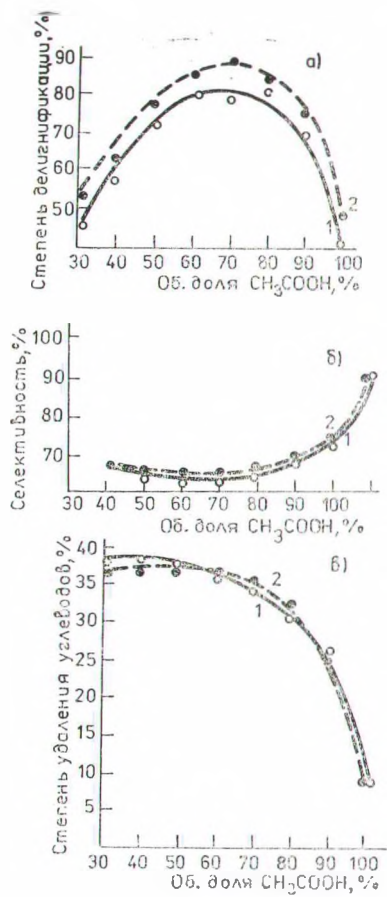 Степень делигнификации, %
а)
90
80
70
60
50
2
1
30 40 50 60 70 80 90 100
Об. доля CH₃COOH, %
Селективность, %
б)
100
90
80
70
2
1
30 40 50 60 70 80 90 100
Об. доля CH₃COOH, %
Степень удаления углеводов, %
в)
40
35
30
25
20
15
10
5
2
1
30 40 50 60 70 80 90 100
Об. доля CH₃COOH, %